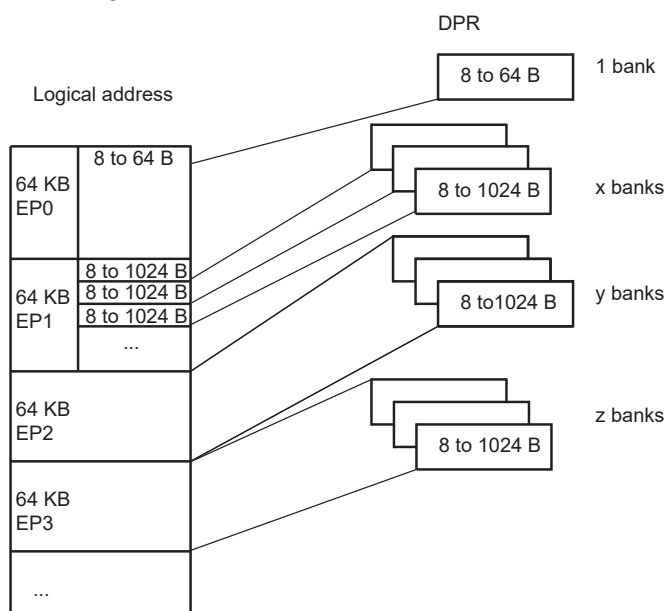 DPR
8 to 64 B
1 bank
Logical address
8 to 64 B
64 KB
EP0
8 to 1024 B
x banks
8 to 1024 B
8 to 1024 B
8 to 1024 B
...
64 KB
EP1
8 to1024 B
y banks
64 KB
EP2
8 to 1024 B
z banks
64 KB
EP3
...